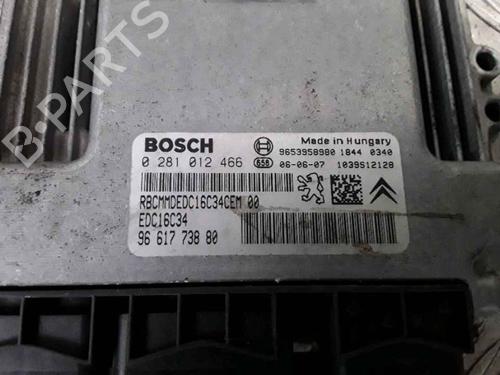 B-PARTS
BOSCH
Made in Hungary
9653958980 1844 0340
0 281 012 466 658 06-06-07 1039S12128
RBCMMDEDC16C34CEM 00
EDC16C34
96 617 738 80